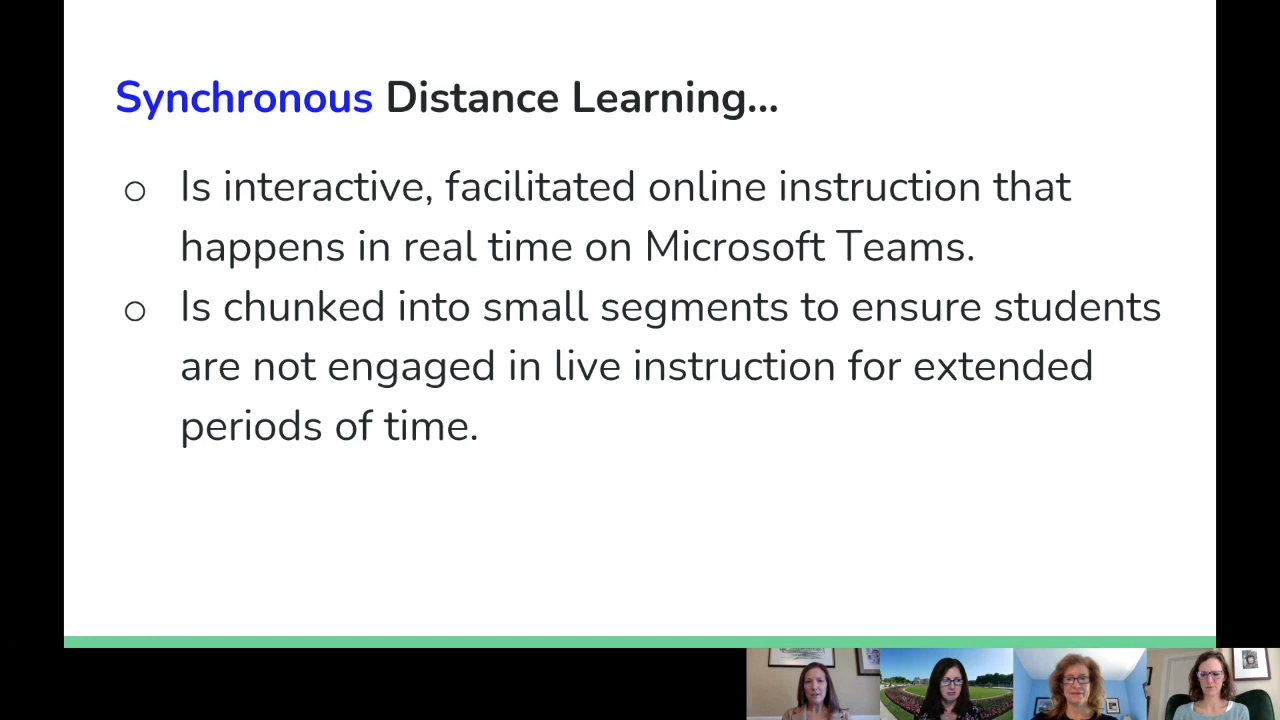 Synchronous Distance Learning...
Is interactive, facilitated online instruction that
happens in real time on Microsoft Teams.
Is chunked into small segments to ensure students
are not engaged in live instruction for extended
periods of time.